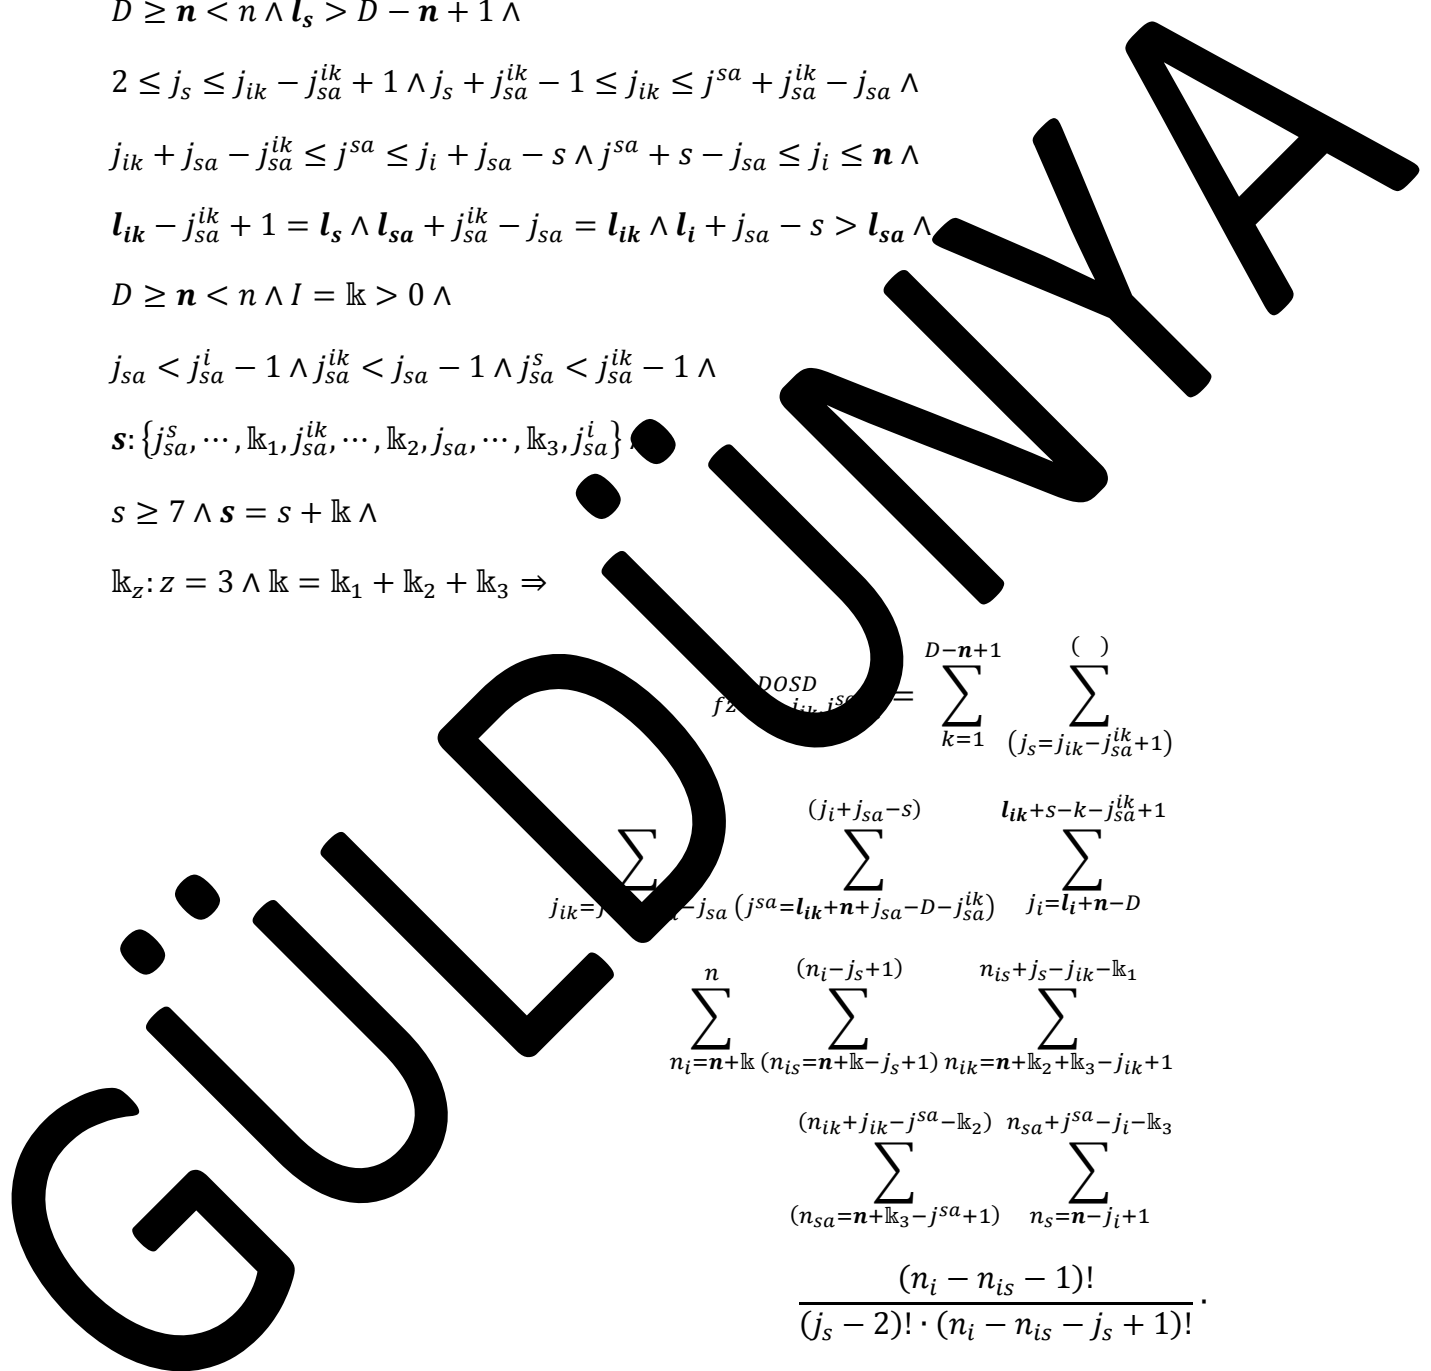 D ≥ 𝒏 < n ∧ 𝒍ₛ > D − 𝒏 + 1 ∧
2 ≤ j_s ≤ j_{ik} − j_{sa}^{ik} + 1 ∧ j_s + j_{sa}^{ik} − 1 ≤ j_{ik} ≤ j^{sa} + j_{sa}^{ik} − j_{sa} ∧
j_{ik} + j_{sa} − j_{sa}^{ik} ≤ j^{sa} ≤ j_i + j_{sa} − s ∧ j^{sa} + s − j_{sa} ≤ j_i ≤ 𝒏 ∧
𝒍_{ik} − j_{sa}^{ik} + 1 = 𝒍_s ∧ 𝒍_{sa} + j_{sa}^{ik} − j_{sa} = 𝒍_{ik} ∧ 𝒍_i + j_{sa} − s > 𝒍_{sa} ∧
D ≥ 𝒏 < n ∧ I = 𝕜 > 0 ∧
j_{sa} < j_{sa}^i − 1 ∧ j_{sa}^{ik} < j_{sa} − 1 ∧ j_{sa}^s < j_{sa}^{ik} − 1 ∧
𝒔: {j_{sa}^s, ⋯, 𝕜_1, j_{sa}^{ik}, ⋯, 𝕜_2, j_{sa}, ⋯, 𝕜_3, j_{sa}^i}
s ≥ 7 ∧ 𝒔 = s + 𝕜 ∧
𝕜_z: z = 3 ∧ 𝕜 = 𝕜_1 + 𝕜_2 + 𝕜_3 ⇒
DOSD = ∑_{k=1}^{D−𝒏+1} ∑_{(j_s=j_{ik}−j_{sa}^{ik}+1)}^{( )}
∑_{j_{ik}= −j_{sa}} ∑_{(j^{sa}=𝒍_{ik}+𝒏+j_{sa}−D−j_{sa}^{ik})}^{(j_i+j_{sa}−s)} ∑_{j_i=𝒍_i+𝒏−D}^{𝒍_{ik}+s−k−j_{sa}^{ik}+1}
∑_{n_i=𝒏+𝕜}^{n} ∑_{(n_{is}=𝒏+𝕜−j_s+1)}^{(n_i−j_s+1)} ∑_{n_{ik}=𝒏+𝕜_2+𝕜_3−j_{ik}+1}^{n_{is}+j_s−j_{ik}−𝕜_1}
∑_{(n_{sa}=𝒏+𝕜_3−j^{sa}+1)}^{(n_{ik}+j_{ik}−j^{sa}−𝕜_2)} ∑_{n_s=𝒏−j_i+1}^{n_{sa}+j^{sa}−j_i−𝕜_3}
(n_i − n_{is} − 1)!
(j_s − 2)! · (n_i − n_{is} − j_s + 1)! ·
GÜLDÜNYA